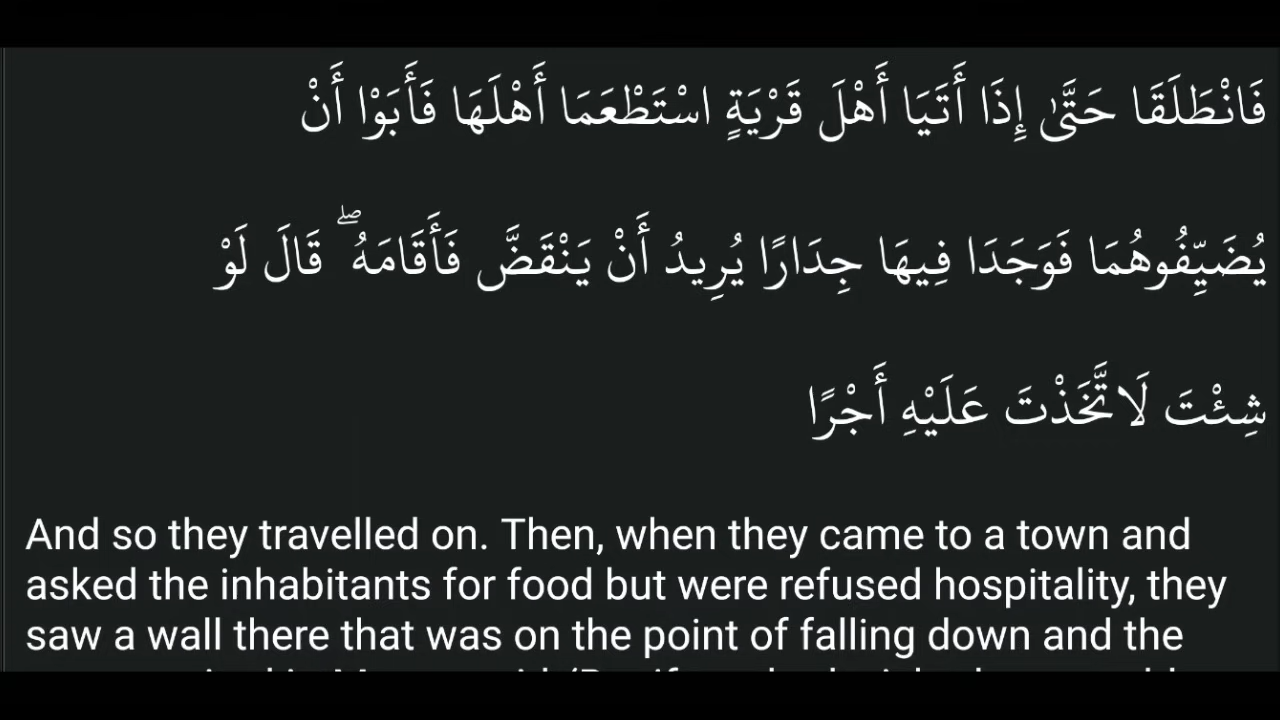 فَانْطَلَقَا حَتَّىٰ إِذَا أَتَيَا أَهْلَ قَرْيَةٍ اسْتَطْعَمَا أَهْلَهَا فَأَبَوْا أَنْ
يُضَيِّفُوهُمَا فَوَجَدَا فِيهَا جِدَارًا يُرِيدُ أَنْ يَنْقَضَّ فَأَقَامَهُ ۖ قَالَ لَوْ
شِئْتَ لَاتَّخَذْتَ عَلَيْهِ أَجْرًا
And so they travelled on. Then, when they came to a town and
asked the inhabitants for food but were refused hospitality, they
saw a wall there that was on the point of falling down and the